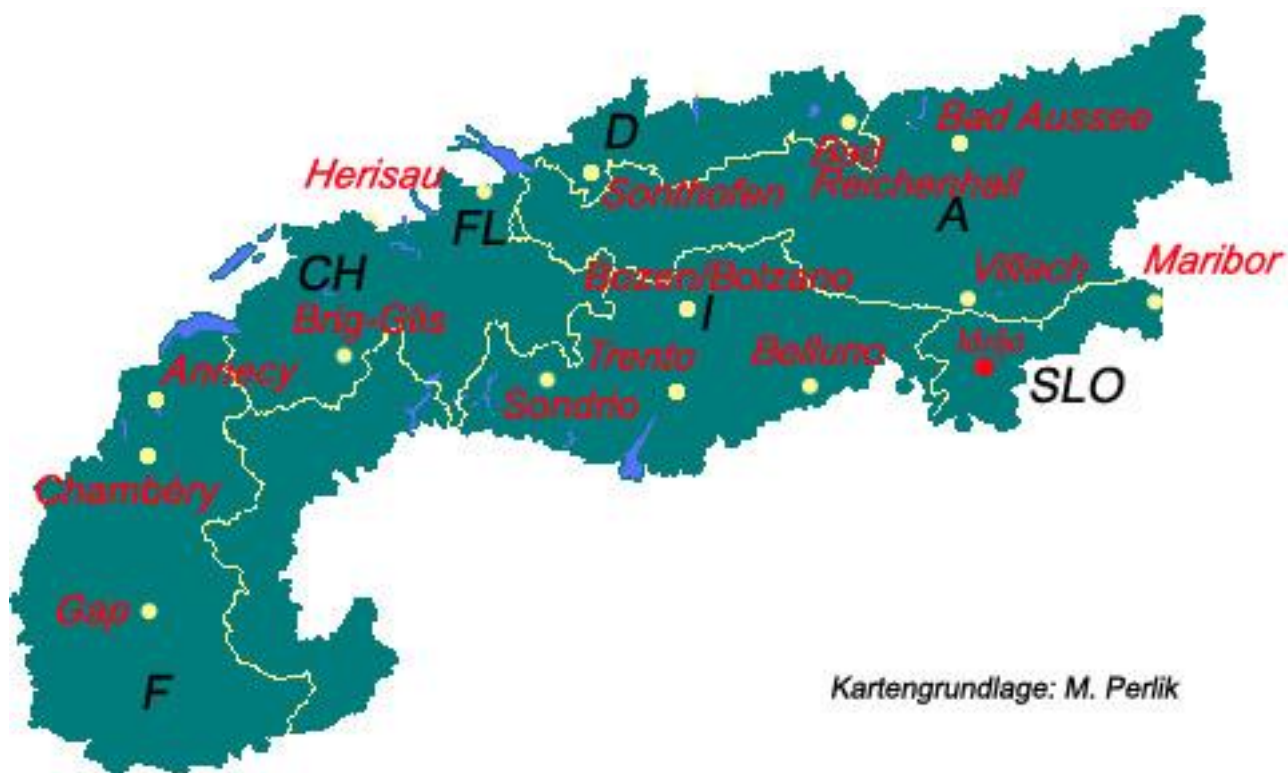 D
Bad Aussee
Herisau
Sonthofen
Bad
Reichenhall
FL
A
CH
Bozen/Bolzano
Villach
Maribor
Brig-Glis
I
Trento
Belluno
Idrija
Annecy
Sondrio
SLO
Chambéry
Gap
F
Kartengrundlage: M. Perlik